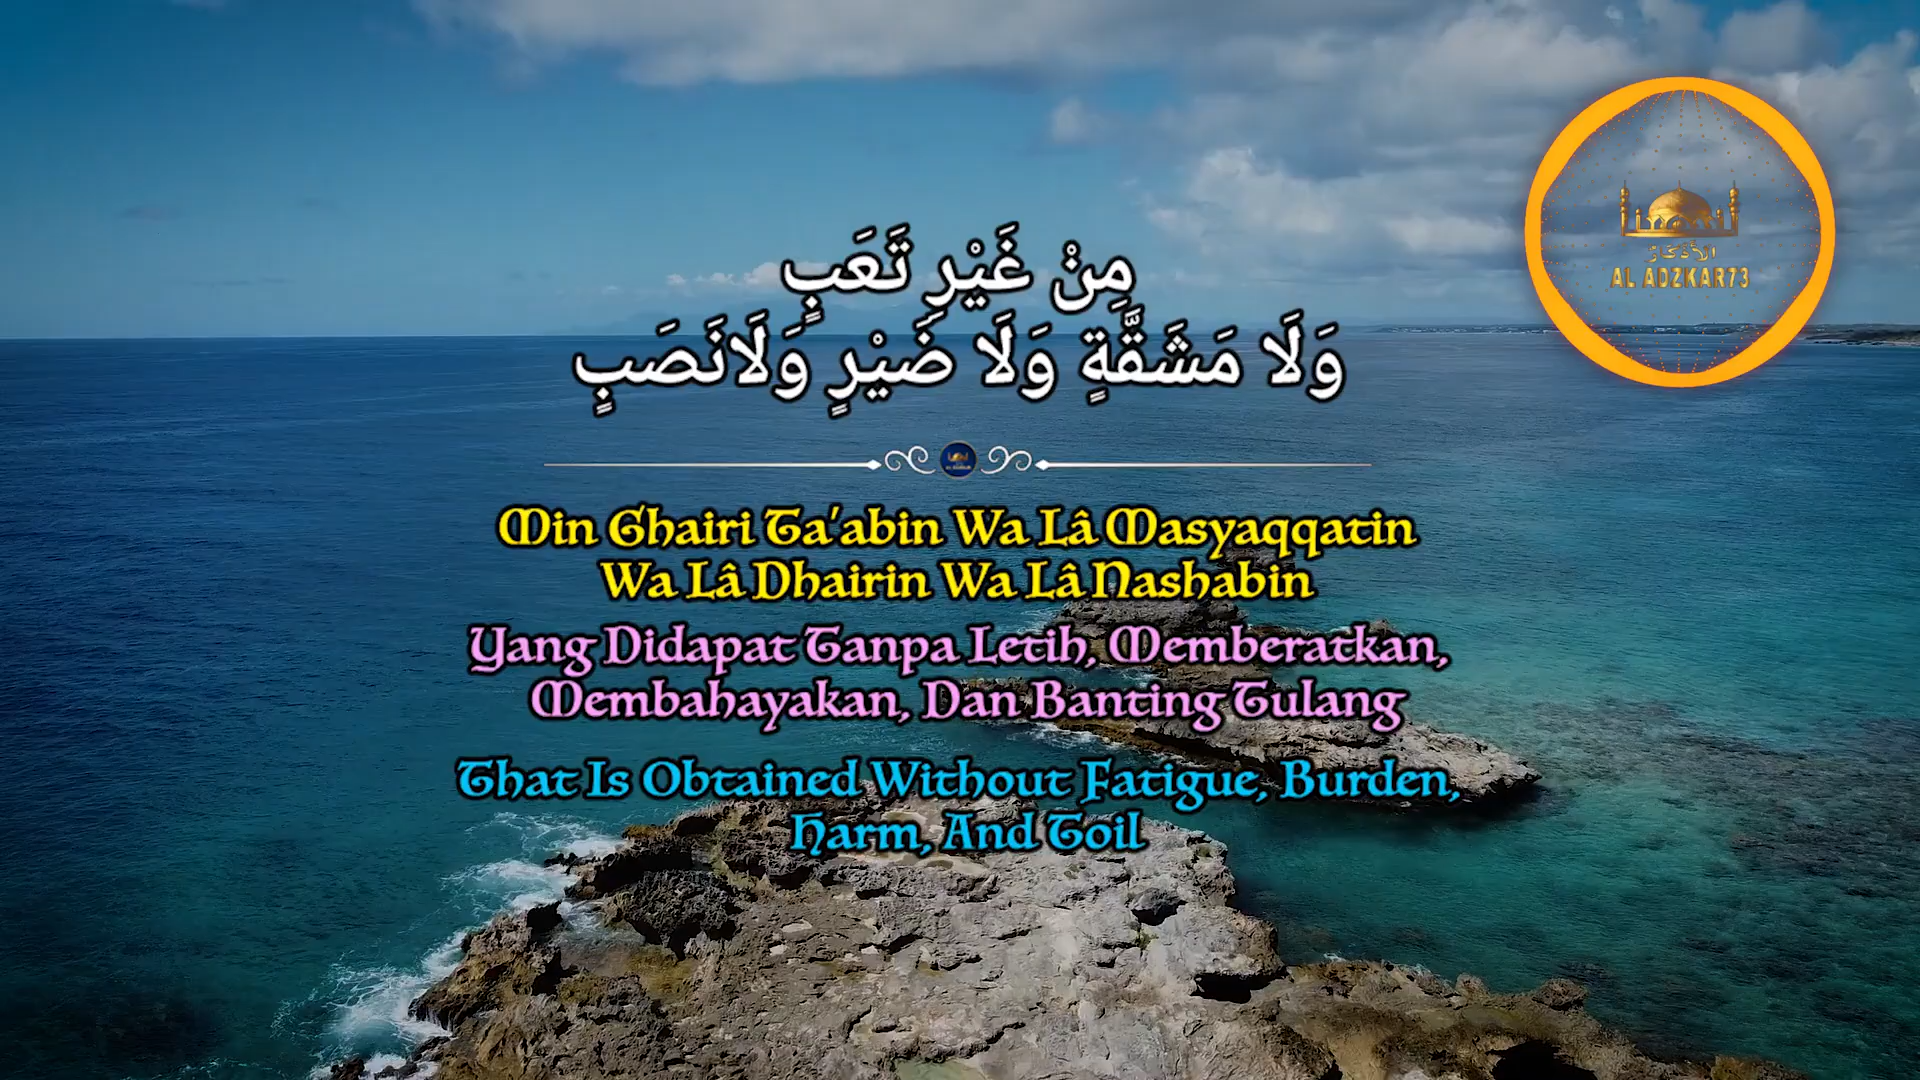 مِنْ غَيْرِ تَعَبٍ
وَلَا مَشَقَّةٍ وَلَا ضَيْرٍ وَلَانَصَبٍ
Min Ghairi Ta'abin Wa Lâ Masyaqqatin
Wa Lâ Dhairin Wa Lâ Nashabin
Yang Didapat Tanpa Letih, Memberatkan,
Membahayakan, Dan Banting Tulang
That Is Obtained Without Fatigue, Burden,
Harm, And Toil
الأذكار
AL ADZKAR73